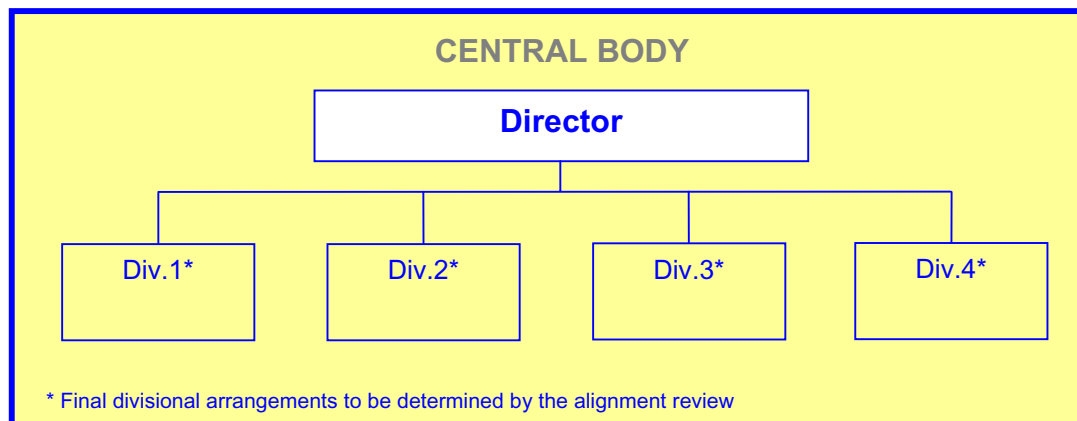 CENTRAL BODY
Director
Div.1*
Div.2*
Div.3*
Div.4*
* Final divisional arrangements to be determined by the alignment review